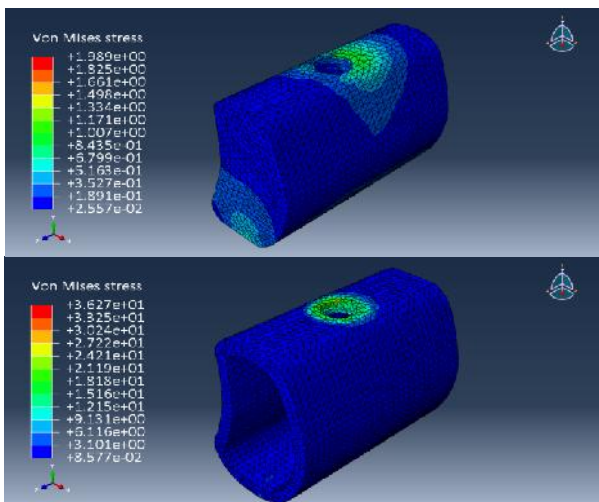 Von Mises stress
+1.989e+00
+1.825e+00
+1.661e+00
+1.498e+00
+1.334e+00
+1.171e+00
+1.007e+00
+8.435e-01
+6.799e-01
+5.163e-01
+3.527e-01
+1.891e-01
+2.557e-02
Von Mises stress
+3.627e+01
+3.325e+01
+3.024e+01
+2.722e+01
+2.421e+01
+2.119e+01
+1.818e+01
+1.516e+01
+1.215e+01
+9.131e+00
+6.116e+00
+3.101e+00
+8.577e-02